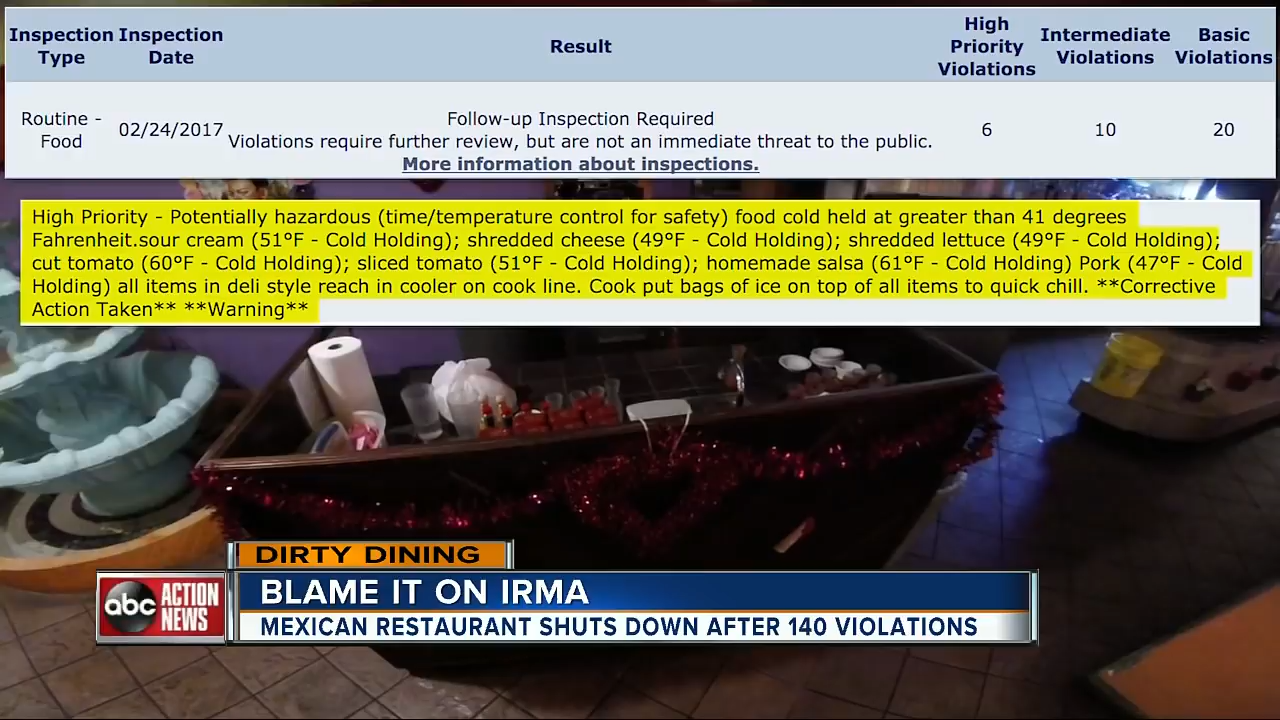 Inspection Type
Inspection Date
Result
High Priority Violations
Intermediate Violations
Basic Violations
Routine - Food
02/24/2017
Follow-up Inspection Required
Violations require further review, but are not an immediate threat to the public.
More information about inspections.
6
10
20
High Priority - Potentially hazardous (time/temperature control for safety) food cold held at greater than 41 degrees
Fahrenheit.sour cream (51°F - Cold Holding); shredded cheese (49°F - Cold Holding); shredded lettuce (49°F - Cold Holding);
cut tomato (60°F - Cold Holding); sliced tomato (51°F - Cold Holding); homemade salsa (61°F - Cold Holding) Pork (47°F - Cold
Holding) all items in deli style reach in cooler on cook line. Cook put bags of ice on top of all items to quick chill. **Corrective
Action Taken** **Warning**
DIRTY DINING
abc ACTION NEWS
BLAME IT ON IRMA
MEXICAN RESTAURANT SHUTS DOWN AFTER 140 VIOLATIONS